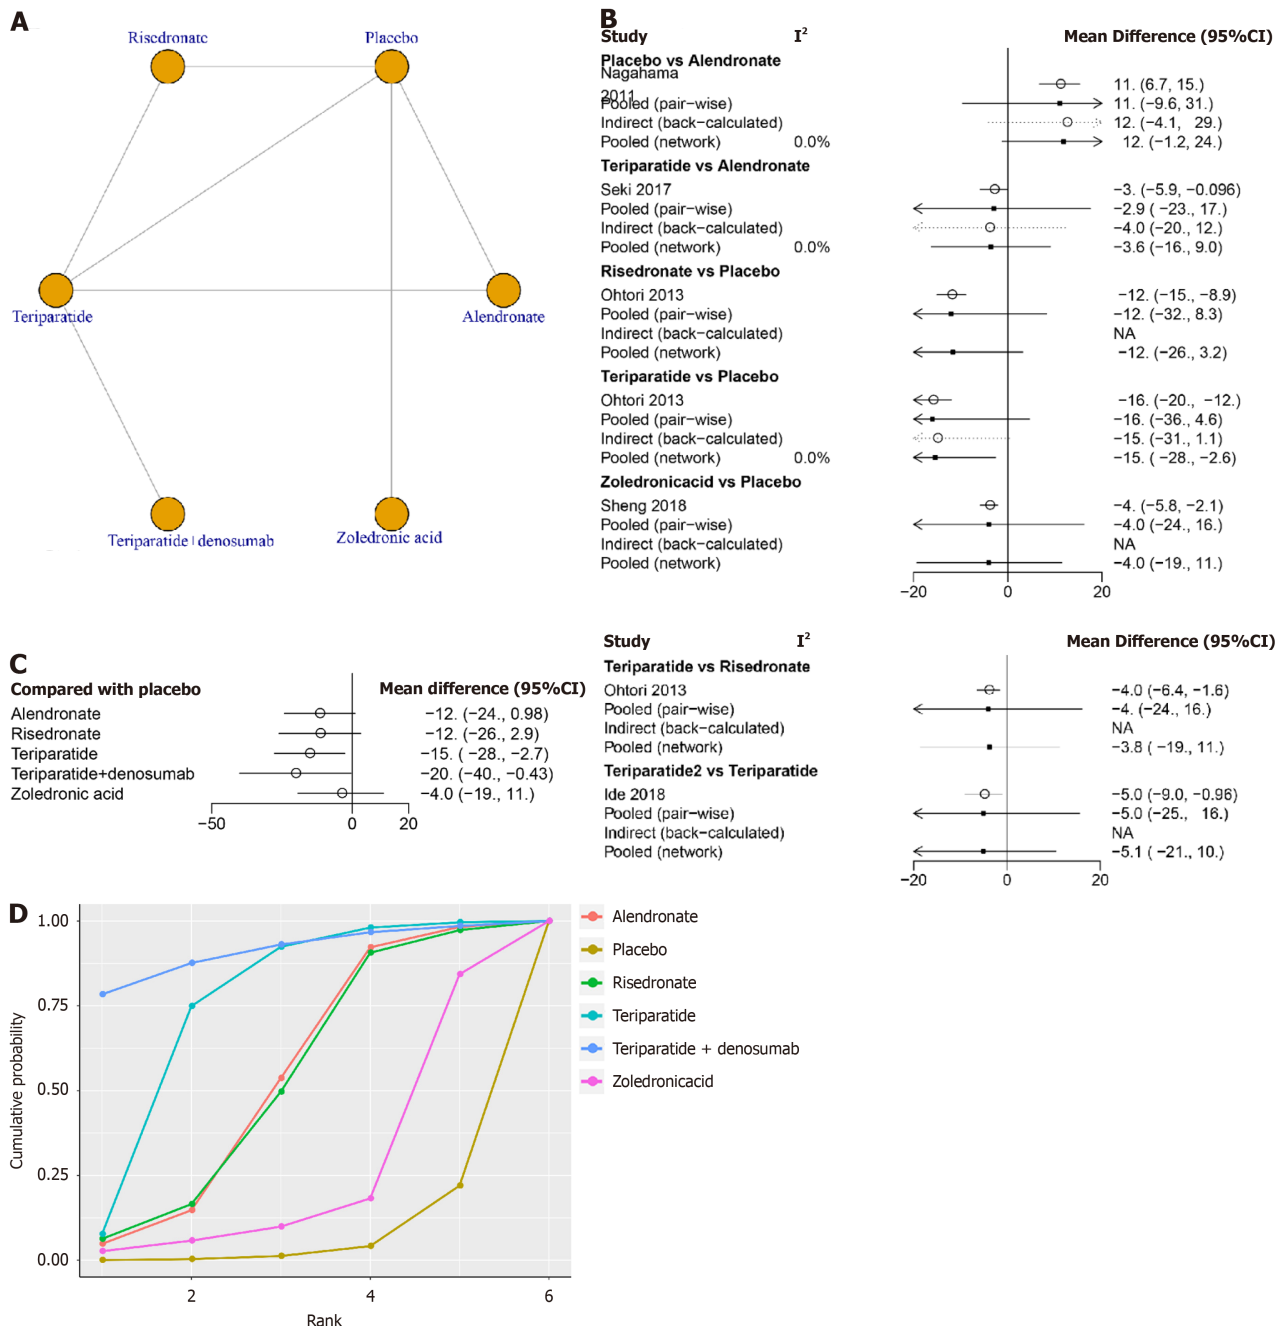 A
Risedronate
Placebo
Teriparatide
Alendronate
Teriparatide+denosumab
Zoledronic acid
B
Study I² Mean Difference (95%CI)
Placebo vs Alendronate
Nagahama
2011 11. (6.7, 15.)
Pooled (pair−wise) 11. (−9.6, 31.)
Indirect (back−calculated) 12. (−4.1, 29.)
Pooled (network) 0.0% 12. (−1.2, 24.)
Teriparatide vs Alendronate
Seki 2017 −3. (−5.9, −0.096)
Pooled (pair−wise) −2.9 ( −23., 17.)
Indirect (back−calculated) −4.0 (−20., 12.)
Pooled (network) 0.0% −3.6 (−16., 9.0)
Risedronate vs Placebo
Ohtori 2013 −12. (−15., −8.9)
Pooled (pair−wise) −12. (−32., 8.3)
Indirect (back−calculated) NA
Pooled (network) −12. (−26., 3.2)
Teriparatide vs Placebo
Ohtori 2013 −16. (−20., −12.)
Pooled (pair−wise) −16. (−36., 4.6)
Indirect (back−calculated) −15. (−31., 1.1)
Pooled (network) 0.0% −15. ( −28., −2.6)
Zoledronicacid vs Placebo
Sheng 2018 −4. (−5.8, −2.1)
Pooled (pair−wise) −4.0 (−24., 16.)
Indirect (back−calculated) NA
Pooled (network) −4.0 (−19., 11.)
−20 0 20
Study I² Mean Difference (95%CI)
Teriparatide vs Risedronate
Ohtori 2013 −4.0 (−6.4, −1.6)
Pooled (pair−wise) −4. (−24., 16.)
Indirect (back−calculated) NA
Pooled (network) −3.8 ( −19., 11.)
Teriparatide2 vs Teriparatide
Ide 2018 −5.0 (−9.0, −0.96)
Pooled (pair−wise) −5.0 (−25., 16.)
Indirect (back−calculated) NA
Pooled (network) −5.1 ( −21., 10.)
−20 0 20
C
Compared with placebo Mean difference (95%CI)
Alendronate −12. (−24., 0.98)
Risedronate −12. (−26., 2.9)
Teriparatide −15. ( −28., −2.7)
Teriparatide+denosumab −20. (−40., −0.43)
Zoledronic acid −4.0 (−19., 11.)
−50 0 20
D
Cumulative probability
1.00
0.75
0.50
0.25
0.00
2 4 6
Rank
Alendronate
Placebo
Risedronate
Teriparatide
Teriparatide + denosumab
Zoledronicacid